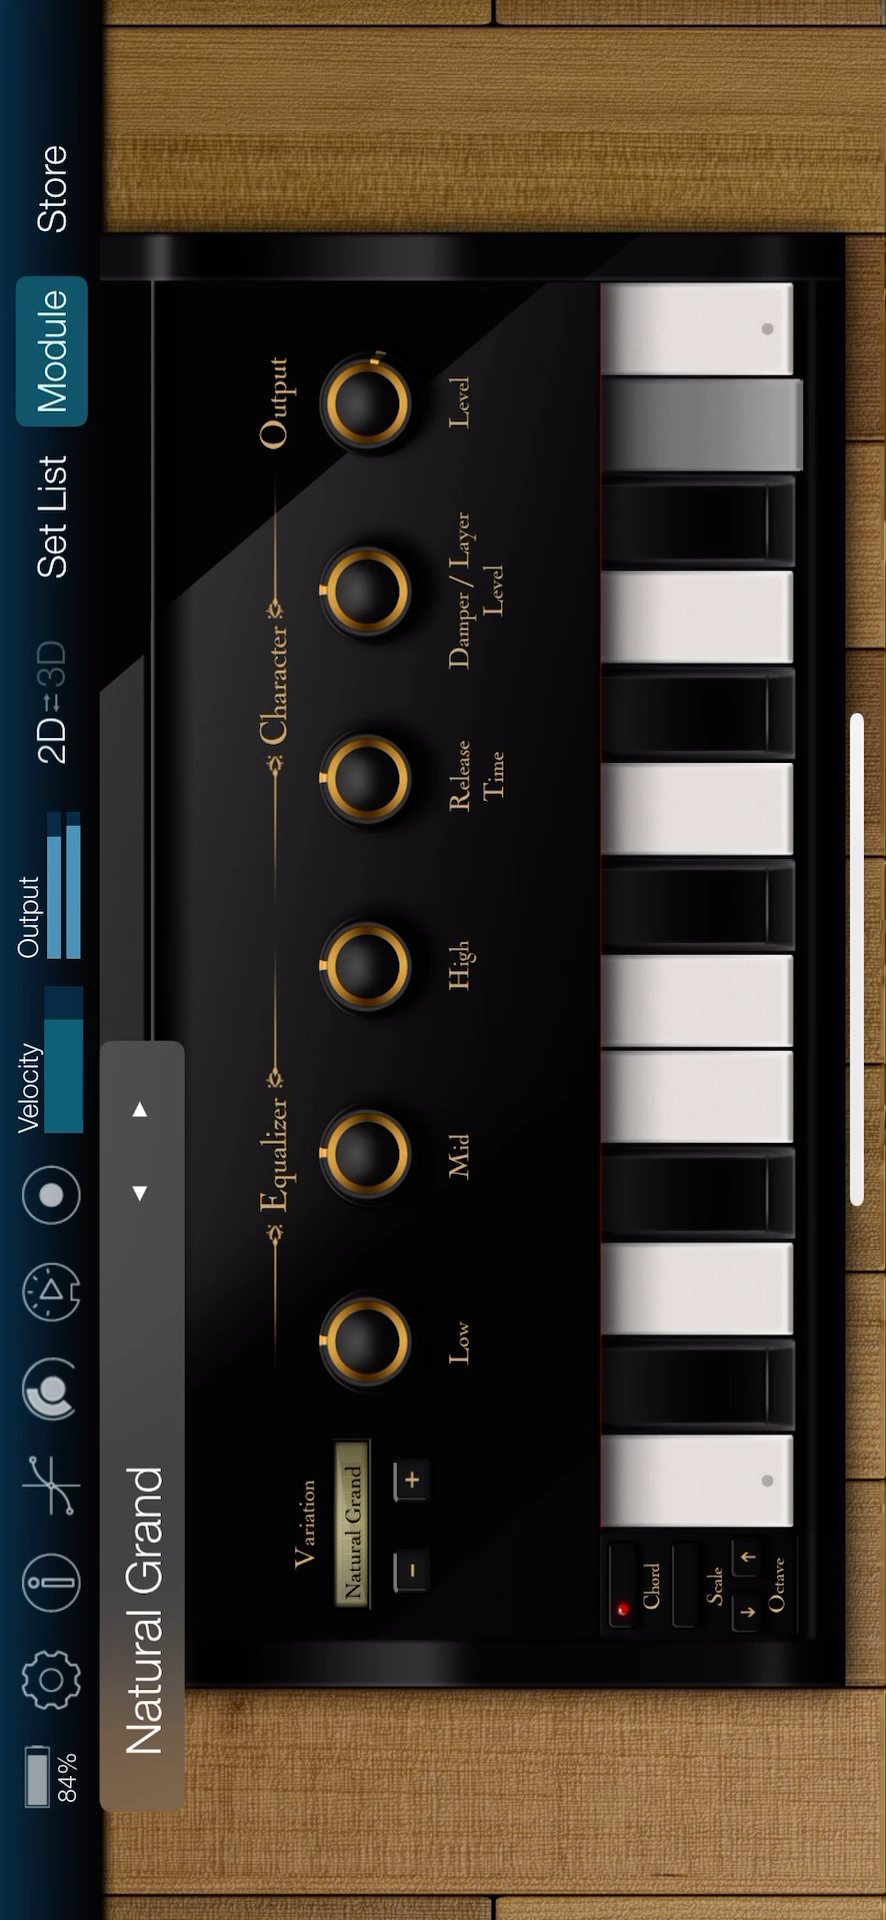 84%
Velocity
Output
2D⇄3D
Set List
Module
Store
Natural Grand
Variation
Natural Grand
− +
Equalizer
Low
Mid
High
Character
Release
Time
Damper / Layer
Level
Output
Level
Chord
Scale
↓ ↑
Octave